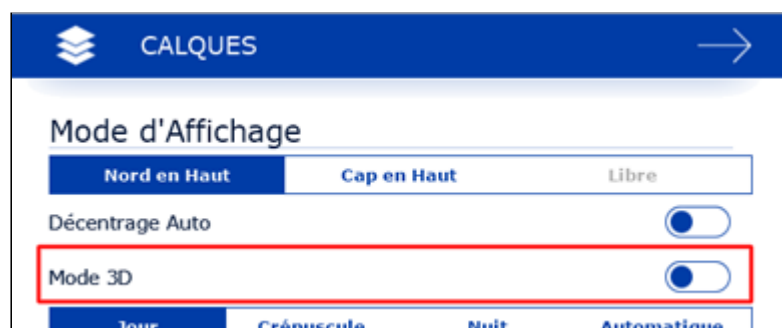 CALQUES
Mode d'Affichage
Nord en Haut Cap en Haut Libre
Décentrage Auto
Mode 3D
Jour Crépuscule Nuit Automatique